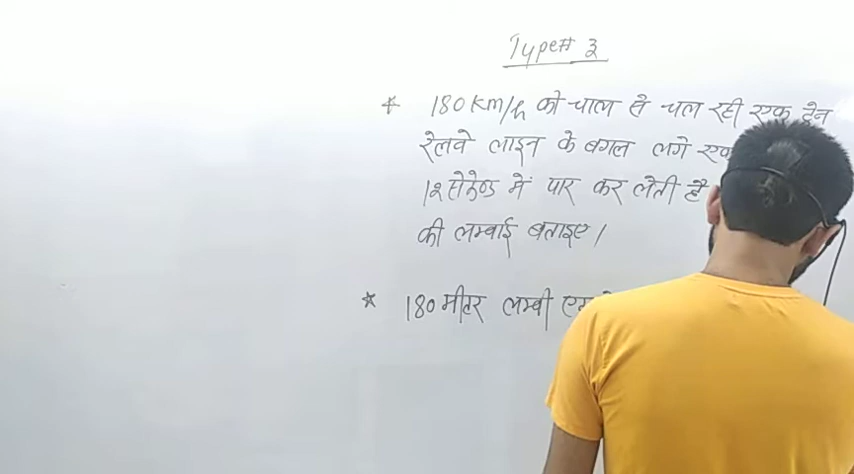 Type# 3
* 180 km/h की चाल से चल रही एक ट्रेन
रेलवे लाइन के बगल लगे एक
12 सेकेण्ड में पार कर लेती है
की लम्बाई बताइए।
* 180 मीटर लम्बी